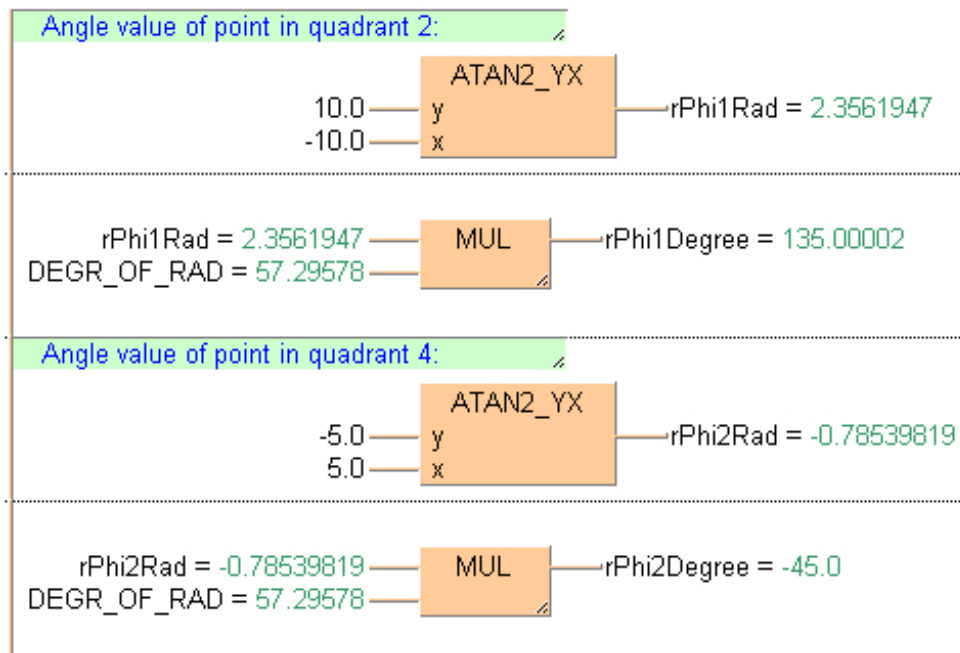 Angle value of point in quadrant 2:
ATAN2_YX
10.0 y rPhi1Rad = 2.3561947
-10.0 x
rPhi1Rad = 2.3561947 MUL rPhi1Degree = 135.00002
DEGR_OF_RAD = 57.29578
Angle value of point in quadrant 4:
ATAN2_YX
-5.0 y rPhi2Rad = -0.78539819
5.0 x
rPhi2Rad = -0.78539819 MUL rPhi2Degree = -45.0
DEGR_OF_RAD = 57.29578